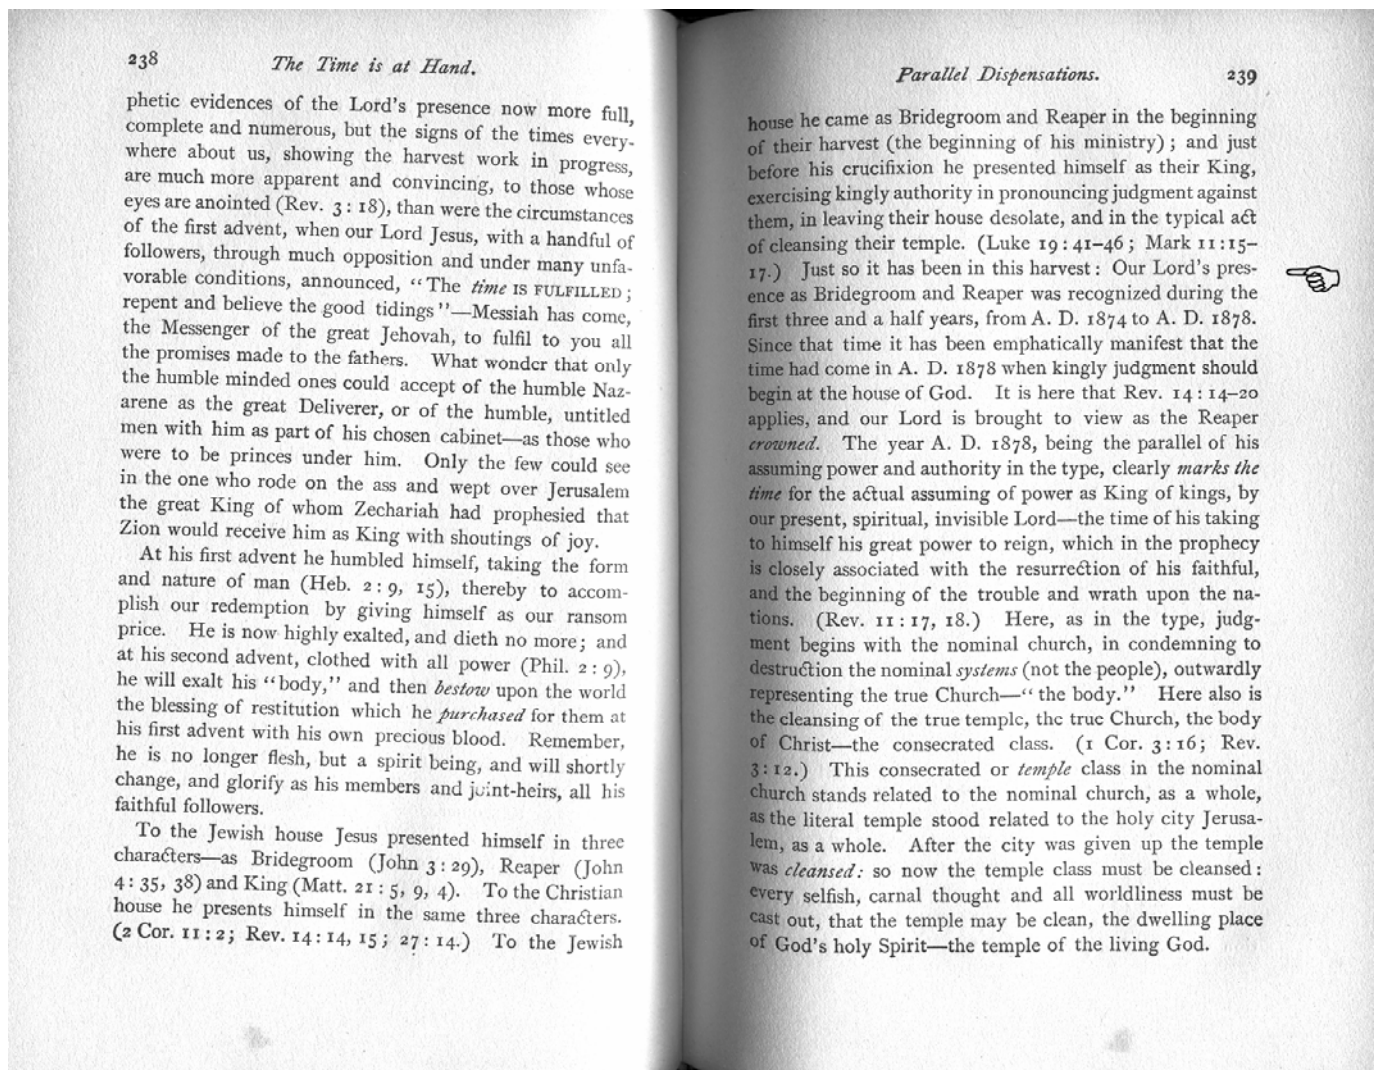 238
The Time is at Hand.
phetic evidences of the Lord's presence now more full,
complete and numerous, but the signs of the times every-
where about us, showing the harvest work in progress,
are much more apparent and convincing, to those whose
eyes are anointed (Rev. 3 : 18), than were the circumstances
of the first advent, when our Lord Jesus, with a handful of
followers, through much opposition and under many unfa-
vorable conditions, announced, "The time IS FULFILLED ;
repent and believe the good tidings"—Messiah has come,
the Messenger of the great Jehovah, to fulfil to you all
the promises made to the fathers. What wonder that only
the humble minded ones could accept of the humble Naz-
arene as the great Deliverer, or of the humble, untitled
men with him as part of his chosen cabinet—as those who
were to be princes under him. Only the few could see
in the one who rode on the ass and wept over Jerusalem
the great King of whom Zechariah had prophesied that
Zion would receive him as King with shoutings of joy.
At his first advent he humbled himself, taking the form
and nature of man (Heb. 2 : 9, 15), thereby to accom-
plish our redemption by giving himself as our ransom
price. He is now highly exalted, and dieth no more; and
at his second advent, clothed with all power (Phil. 2 : 9),
he will exalt his "body," and then bestow upon the world
the blessing of restitution which he purchased for them at
his first advent with his own precious blood. Remember,
he is no longer flesh, but a spirit being, and will shortly
change, and glorify as his members and joint-heirs, all his
faithful followers.
To the Jewish house Jesus presented himself in three
characters—as Bridegroom (John 3 : 29), Reaper (John
4 : 35, 38) and King (Matt. 21 : 5, 9, 4). To the Christian
house he presents himself in the same three characters.
(2 Cor. 11 : 2; Rev. 14 : 14, 15; 27 : 14.) To the Jewish
Parallel Dispensations.
239
house he came as Bridegroom and Reaper in the beginning
of their harvest (the beginning of his ministry) ; and just
before his crucifixion he presented himself as their King,
exercising kingly authority in pronouncing judgment against
them, in leaving their house desolate, and in the typical act
of cleansing their temple. (Luke 19 : 41–46 ; Mark 11 : 15–
17.) Just so it has been in this harvest : Our Lord's pres-
ence as Bridegroom and Reaper was recognized during the
first three and a half years, from A. D. 1874 to A. D. 1878.
Since that time it has been emphatically manifest that the
time had come in A. D. 1878 when kingly judgment should
begin at the house of God. It is here that Rev. 14 : 14–20
applies, and our Lord is brought to view as the Reaper
crowned. The year A. D. 1878, being the parallel of his
assuming power and authority in the type, clearly marks the
time for the actual assuming of power as King of kings, by
our present, spiritual, invisible Lord—the time of his taking
to himself his great power to reign, which in the prophecy
is closely associated with the resurrection of his faithful,
and the beginning of the trouble and wrath upon the na-
tions. (Rev. 11 : 17, 18.) Here, as in the type, judg-
ment begins with the nominal church, in condemning to
destruction the nominal systems (not the people), outwardly
representing the true Church—"the body." Here also is
the cleansing of the true temple, the true Church, the body
of Christ—the consecrated class. (1 Cor. 3 : 16; Rev.
3 : 12.) This consecrated or temple class in the nominal
church stands related to the nominal church, as a whole,
as the literal temple stood related to the holy city Jerusa-
lem, as a whole. After the city was given up the temple
was cleansed: so now the temple class must be cleansed :
every selfish, carnal thought and all worldliness must be
cast out, that the temple may be clean, the dwelling place
of God's holy Spirit—the temple of the living God.